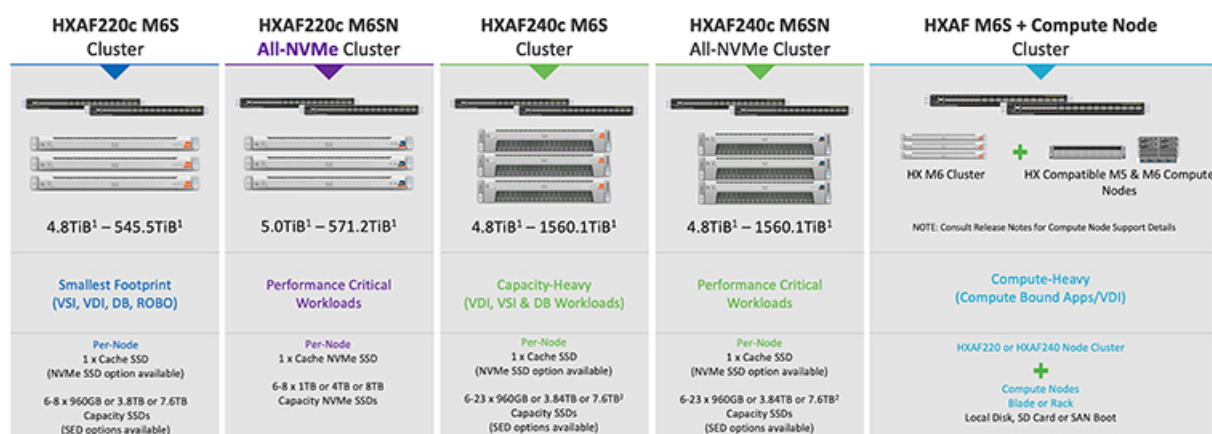 HXAF220c M6S
Cluster
4.8TiB¹ – 545.5TiB¹
Smallest Footprint
(VSI, VDI, DB, ROBO)
Per-Node
1 x Cache SSD
(NVMe SSD option available)
6-8 x 960GB or 3.8TB or 7.6TB
Capacity SSDs
(SED options available)
HXAF220c M6SN
All-NVMe Cluster
5.0TiB¹ – 571.2TiB¹
Performance Critical
Workloads
Per-Node
1 x Cache NVMe SSD
6-8 x 1TB or 4TB or 8TB
Capacity NVMe SSDs
HXAF240c M6S
Cluster
4.8TiB¹ – 1560.1TiB¹
Capacity-Heavy
(VDI, VSI & DB Workloads)
Per-Node
1 x Cache SSD
(NVMe SSD option available)
6-23 x 960GB or 3.84TB or 7.6TB²
Capacity SSDs
(SED options available)
HXAF240c M6SN
All-NVMe Cluster
4.8TiB¹ – 1560.1TiB¹
Performance Critical
Workloads
Per-Node
1 x Cache SSD
(NVMe SSD option available)
6-23 x 960GB or 3.84TB or 7.6TB²
Capacity SSDs
(SED options available)
HXAF M6S + Compute Node
Cluster
HX M6 Cluster
+
HX Compatible M5 & M6 Compute
Nodes
NOTE: Consult Release Notes for Compute Node Support Details
Compute-Heavy
(Compute Bound Apps/VDI)
HXAF220 or HXAF240 Node Cluster
+
Compute Nodes
Blade or Rack
Local Disk, SD Card or SAN Boot